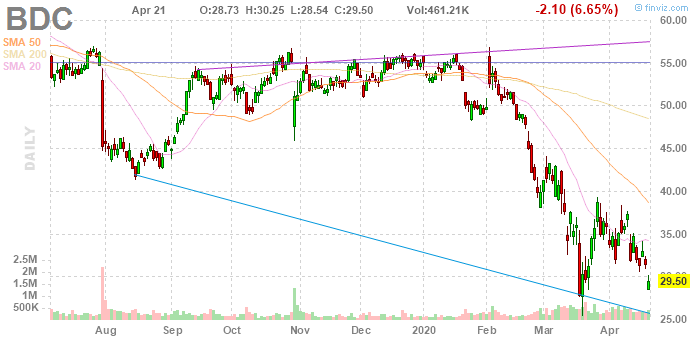 BDC Apr 21 O:28.73 H:30.25 L:28.54 C:29.50 Vol:461.21K -2.10 (6.65%) © finviz.com
SMA 50
SMA 200
SMA 20
DAILY
60.00
55.00
50.00
45.00
40.00
35.00
30.00
29.50
25.00
2.5M
2M
1.5M
1M
500K
Aug Sep Oct Nov Dec 2020 Feb Mar Apr